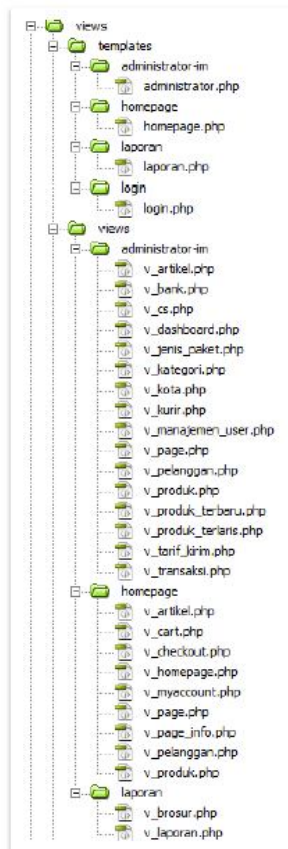 views
templates
administrator-im
administrator.php
homepage
homepage.php
laporan
laporan.php
login
login.php
views
administrator-im
v_artikel.php
v_bank.php
v_cs.php
v_dashboard.php
v_jenis_paket.php
v_kategori.php
v_kota.php
v_kurir.php
v_manajemen_user.php
v_page.php
v_pelanggan.php
v_produk.php
v_produk_terbaru.php
v_produk_terlaris.php
v_tarif_kirim.php
v_transaksi.php
homepage
v_artikel.php
v_cart.php
v_checkout.php
v_homepage.php
v_myaccount.php
v_page.php
v_page_info.php
v_pelanggan.php
v_produk.php
laporan
v_brosur.php
v_laporan.php